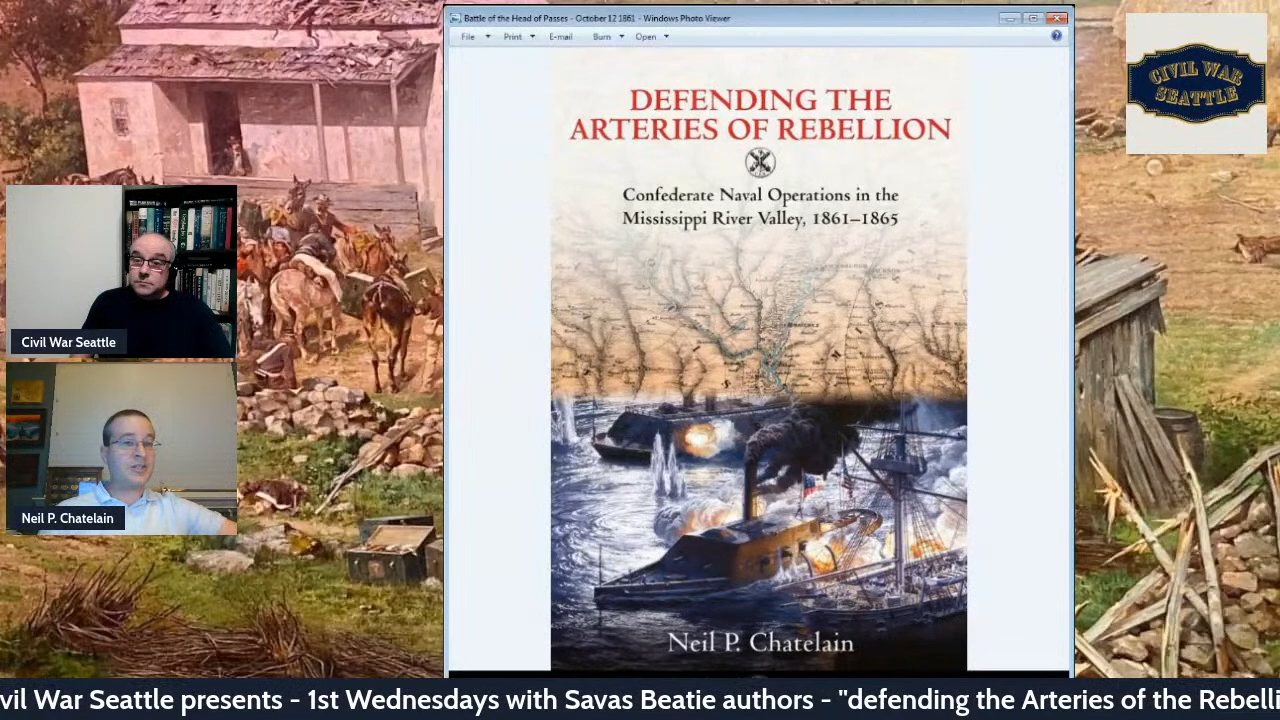 Battle of the Head of Passes - October 12 1861 - Windows Photo Viewer
File Print E-mail Burn Open
DEFENDING THE
ARTERIES OF REBELLION
Confederate Naval Operations in the
Mississippi River Valley, 1861–1865
Neil P. Chatelain
CIVIL WAR
SEATTLE
Civil War Seattle
Neil P. Chatelain
vil War Seattle presents - 1st Wednesdays with Savas Beatie authors - "defending the Arteries of the Rebelli